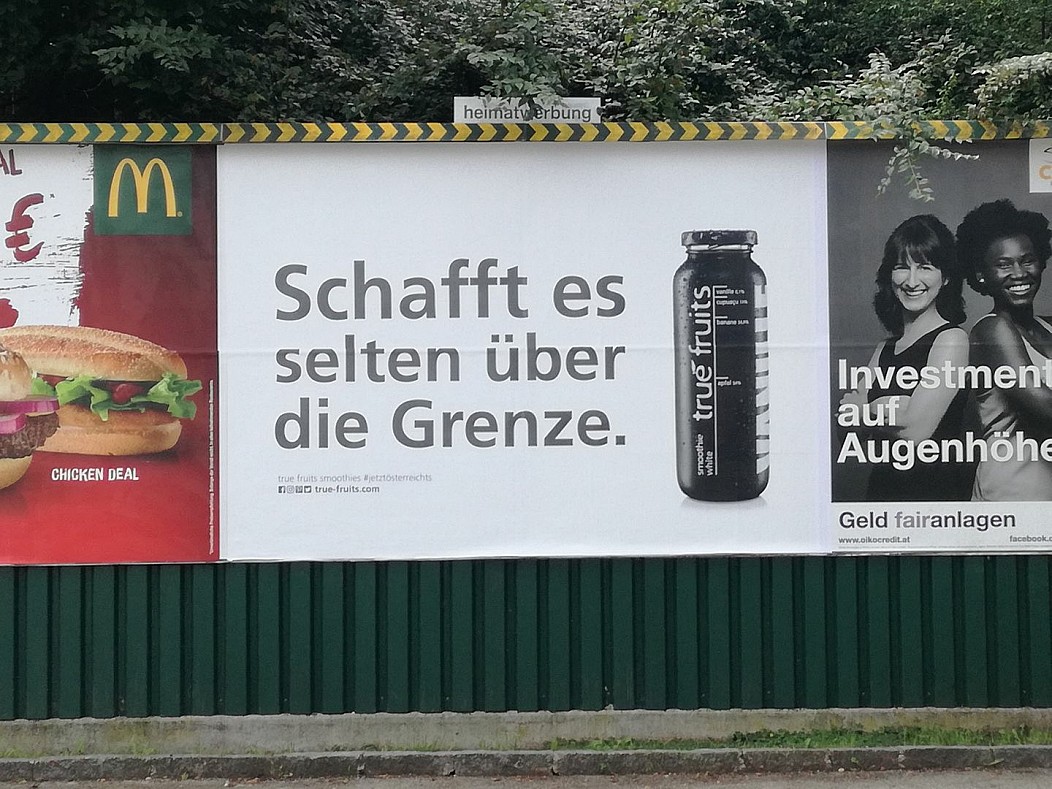 heimatwerbung
AL
€
M
CHICKEN DEAL
Schafft es
selten über
die Grenze.
true fruits smoothies #jetztösterreichts
true-fruits.com
true fruits
smoothie
white
vanille
cupuaçu
banane
apfel
Investment
auf
Augenhöhe
Geld fairanlagen
www.oikocredit.at
facebook.c